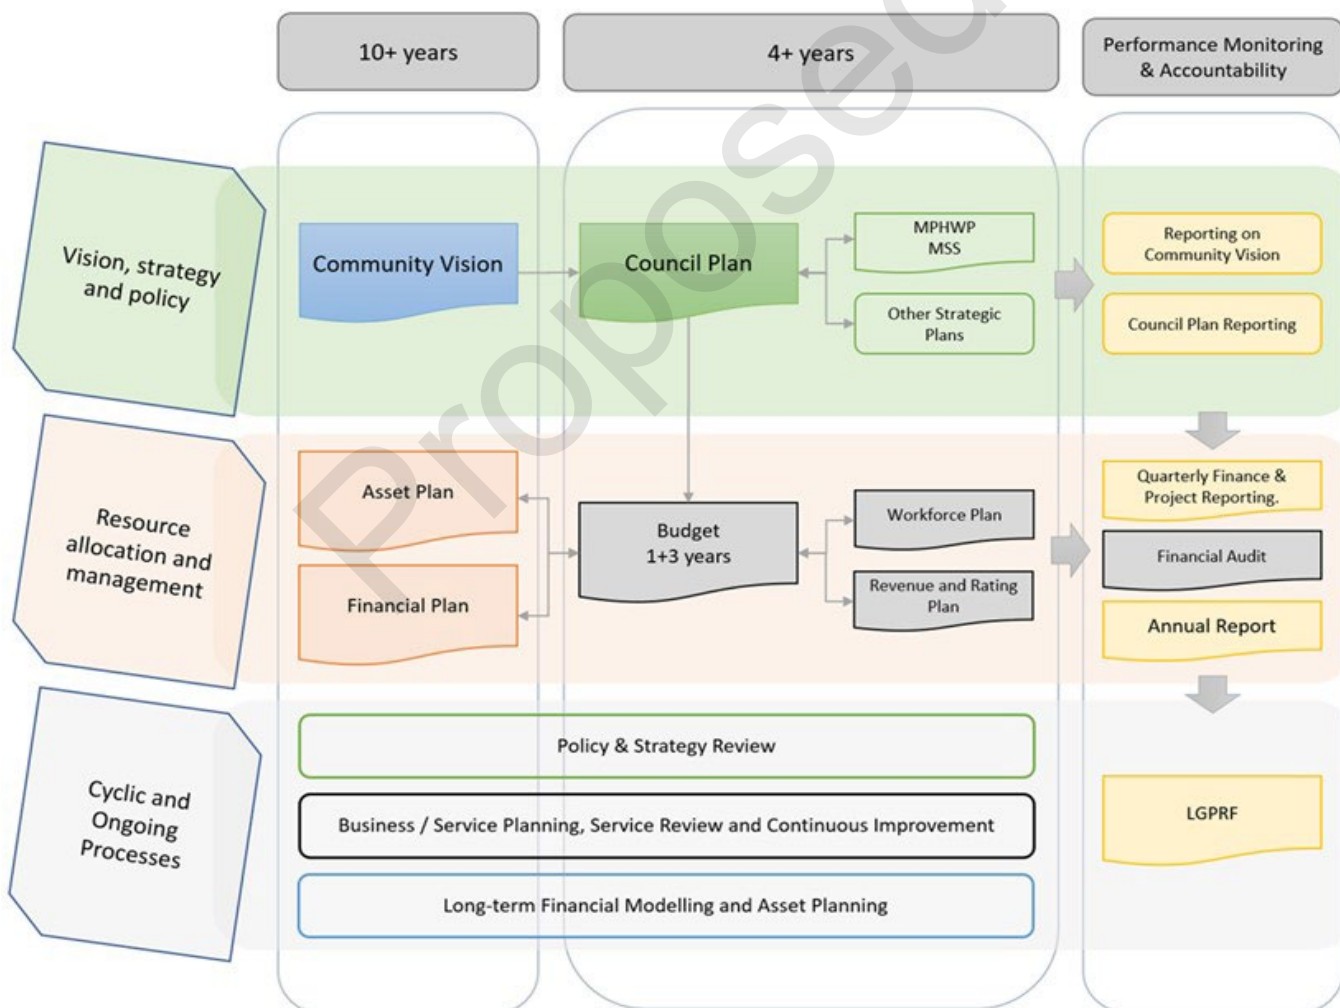 10+ years
4+ years
Performance Monitoring
& Accountability
Vision, strategy
and policy
Community Vision
Council Plan
MPHWP
MSS
Other Strategic
Plans
Reporting on
Community Vision
Council Plan Reporting
Resource
allocation and
management
Asset Plan
Financial Plan
Budget
1+3 years
Workforce Plan
Revenue and Rating
Plan
Quarterly Finance &
Project Reporting.
Financial Audit
Annual Report
Cyclic and
Ongoing
Processes
Policy & Strategy Review
Business / Service Planning, Service Review and Continuous Improvement
Long-term Financial Modelling and Asset Planning
LGPRF
Proposed